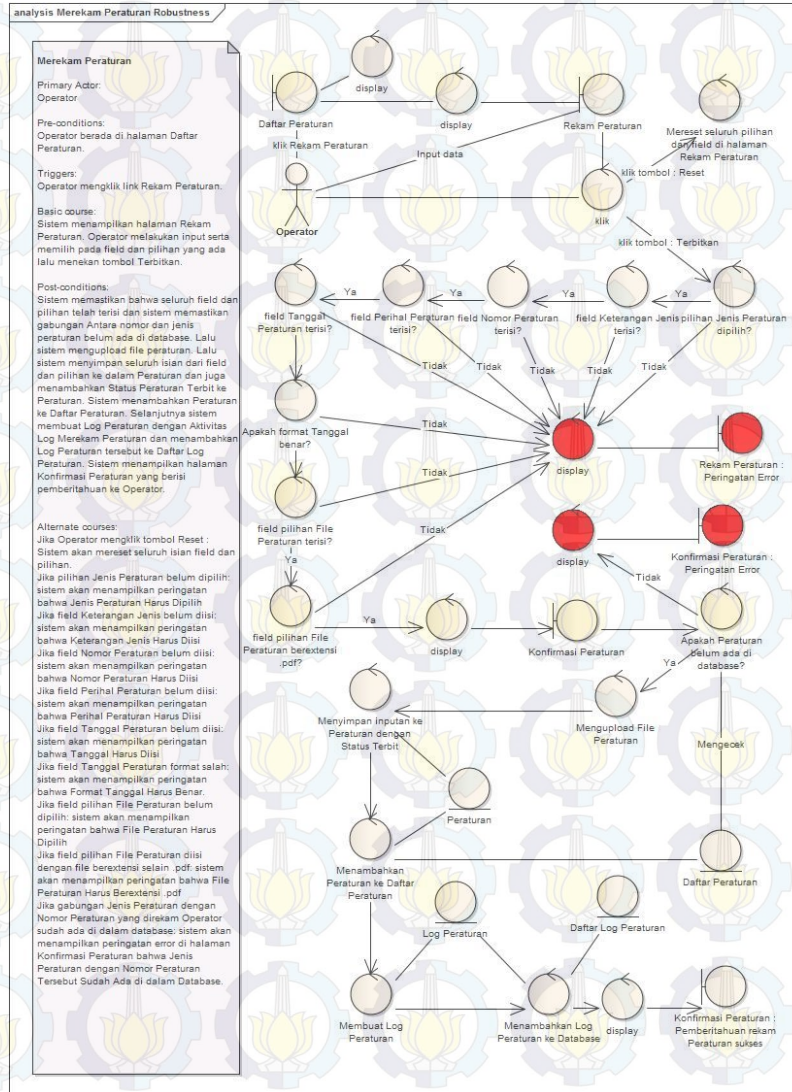 analysis Merekam Peraturan Robustness
Merekam Peraturan
Primary Actor:
Operator
Pre-conditions:
Operator berada di halaman Daftar
Peraturan.
Triggers:
Operator mengklik link Rekam Peraturan.
Basic course:
Sistem menampilkan halaman Rekam
Peraturan. Operator melakukan input serta
memilih pada field dan pilihan yang ada
lalu menekan tombol Terbitkan.
Post-conditions:
Sistem memastikan bahwa seluruh field dan
pilihan telah terisi dan sistem memastikan
gabungan Antara nomor dan jenis
peraturan belum ada di database. Lalu
sistem mengupload file peraturan. Lalu
sistem menyimpan seluruh isian dari field
dan pilihan ke dalam Peraturan dan juga
menambahkan Status Peraturan Terbit ke
Peraturan. Sistem menambahkan Peraturan
ke Daftar Peraturan. Selanjutnya sistem
membuat Log Peraturan dengan Aktivitas
Log Merekam Peraturan dan menambahkan
Log Peraturan tersebut ke Daftar Log
Peraturan. Sistem menampilkan halaman
Konfirmasi Peraturan yang berisi
pemberitahuan ke Operator.
Alternate courses:
Jika Operator mengklik tombol Reset :
Sistem akan mereset seluruh isian field dan
pilihan.
Jika pilihan Jenis Peraturan belum dipilih:
sistem akan menampilkan peringatan
bahwa Jenis Peraturan Harus Dipilih
Jika field Keterangan Jenis belum diisi:
sistem akan menampilkan peringatan
bahwa Keterangan Jenis Harus Diisi
Jika field Nomor Peraturan belum diisi:
sistem akan menampilkan peringatan
bahwa Nomor Peraturan Harus Diisi
Jika field Perihal Peraturan belum diisi:
sistem akan menampilkan peringatan
bahwa Perihal Peraturan Harus Diisi
Jika field Tanggal Peraturan belum diisi:
sistem akan menampilkan peringatan
bahwa Tanggal Harus Diisi
Jika field Tanggal Peraturan format salah:
sistem akan menampilkan peringatan
bahwa Format Tanggal Harus Benar.
Jika field pilihan File Peraturan belum
dipilih: sistem akan menampilkan
peringatan bahwa File Peraturan Harus
Dipilih
Jika field pilihan File Peraturan diisi
dengan file berextensi selain .pdf: sistem
akan menampilkan peringatan bahwa File
Peraturan Harus Berextensi .pdf
Jika gabungan Jenis Peraturan dengan
Nomor Peraturan yang direkam Operator
sudah ada di dalam database: sistem akan
menampilkan peringatan error di halaman
Konfirmasi Peraturan bahwa Jenis
Peraturan dengan Nomor Peraturan
Tersebut Sudah Ada di dalam Database.
display
Daftar Peraturan
display
Rekam Peraturan
Mereset seluruh pilihan
dan field di halaman
Rekam Peraturan
klik Rekam Peraturan
Input data
klik tombol : Reset
Operator
klik
klik tombol : Terbitkan
Ya
Ya
Ya
Ya
field Tanggal
Peraturan terisi?
field Perihal Peraturan
terisi?
field Nomor Peraturan
terisi?
field Keterangan Jenis
terisi?
pilihan Jenis Peraturan
dipilih?
Tidak
Tidak
Tidak
Tidak
Tidak
Tidak
Apakah format Tanggal
benar?
display
Rekam Peraturan :
Peringatan Error
Tidak
field pilihan File
Peraturan terisi?
Tidak
Ya
display
Konfirmasi Peraturan :
Peringatan Error
Tidak
Ya
field pilihan File
Peraturan berextensi
.pdf?
display
Konfirmasi Peraturan
Apakah Peraturan
belum ada di
database?
Ya
Menyimpan inputan ke
Peraturan dengan
Status Terbit
Mengupload File
Peraturan
Mengecek
Peraturan
Menambahkan
Peraturan ke Daftar
Peraturan
Daftar Peraturan
Log Peraturan
Daftar Log Peraturan
Membuat Log
Peraturan
Menambahkan Log
Peraturan ke Database
display
Konfirmasi Peraturan :
Pemberitahuan rekam
Peraturan sukses